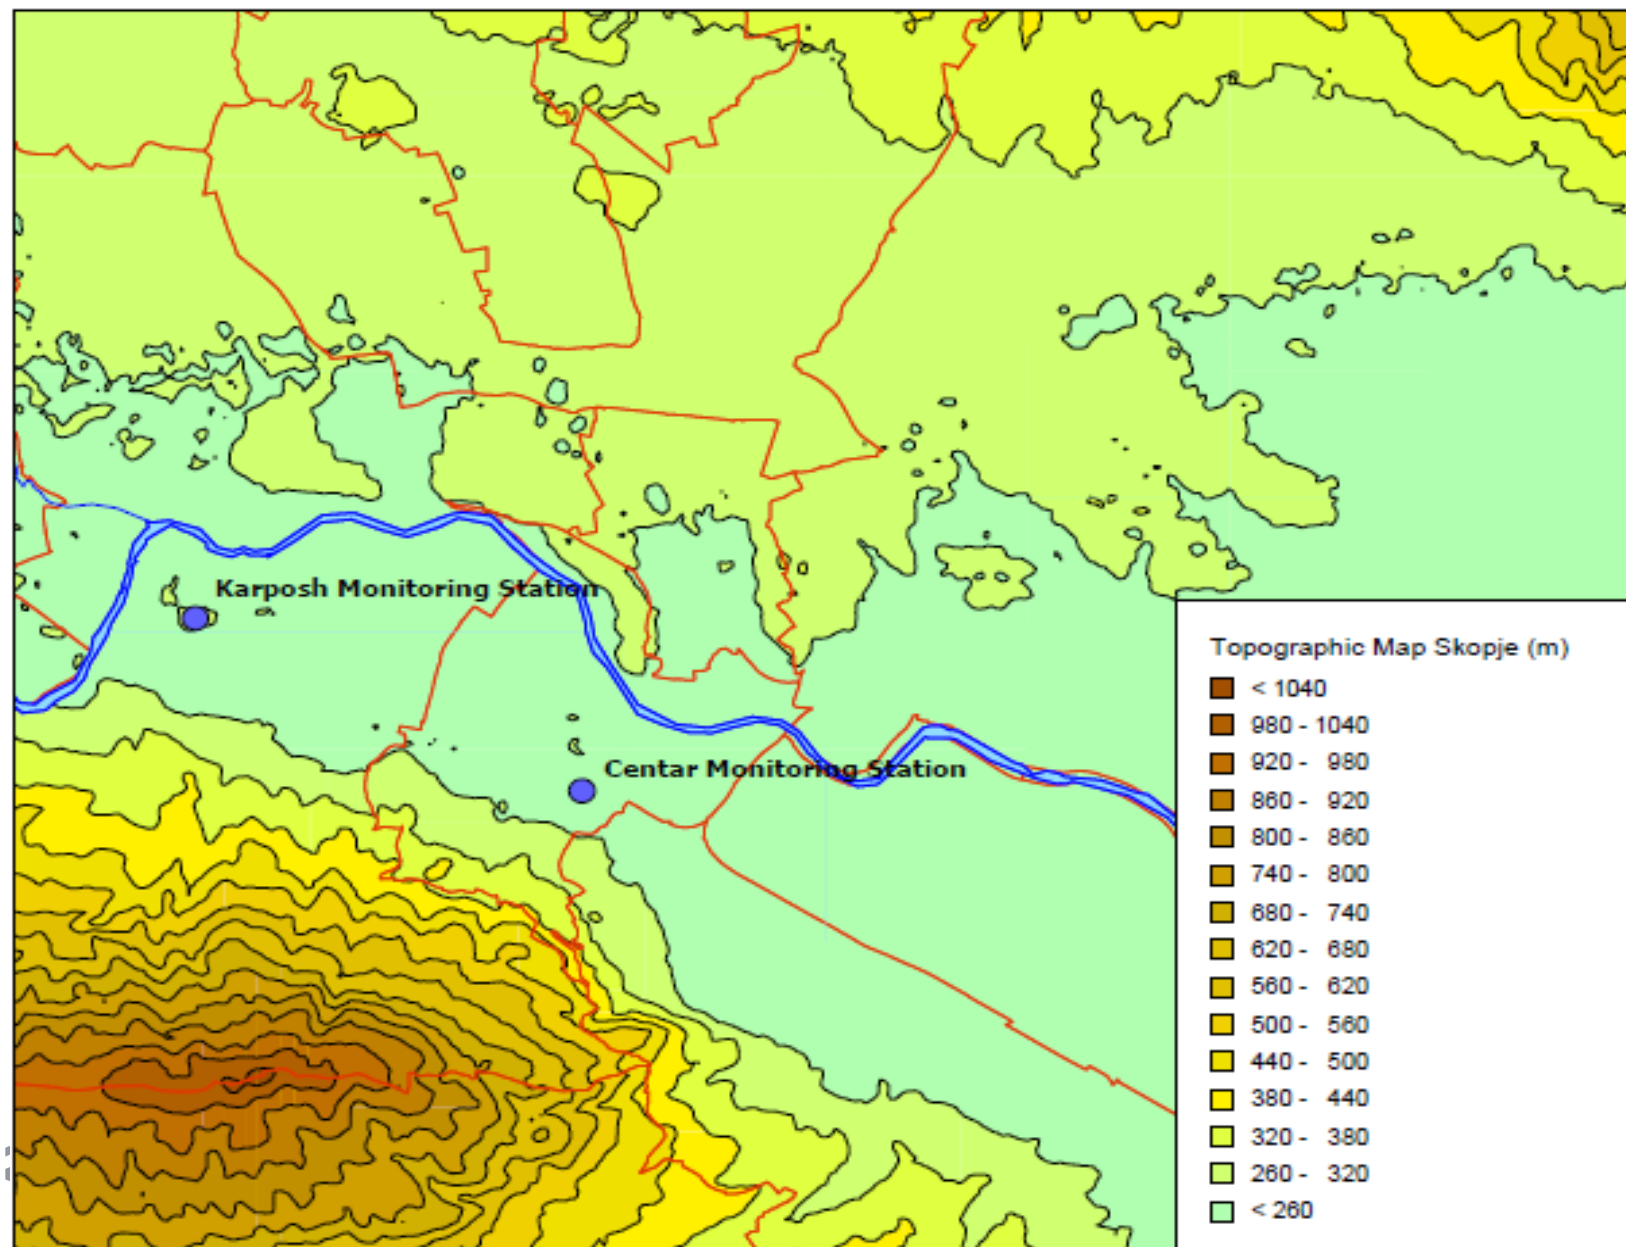 Karposh Monitoring Station
Centar Monitoring Station
Topographic Map Skopje (m)
< 1040
980 - 1040
920 - 980
860 - 920
800 - 860
740 - 800
680 - 740
620 - 680
560 - 620
500 - 560
440 - 500
380 - 440
320 - 380
260 - 320
< 260